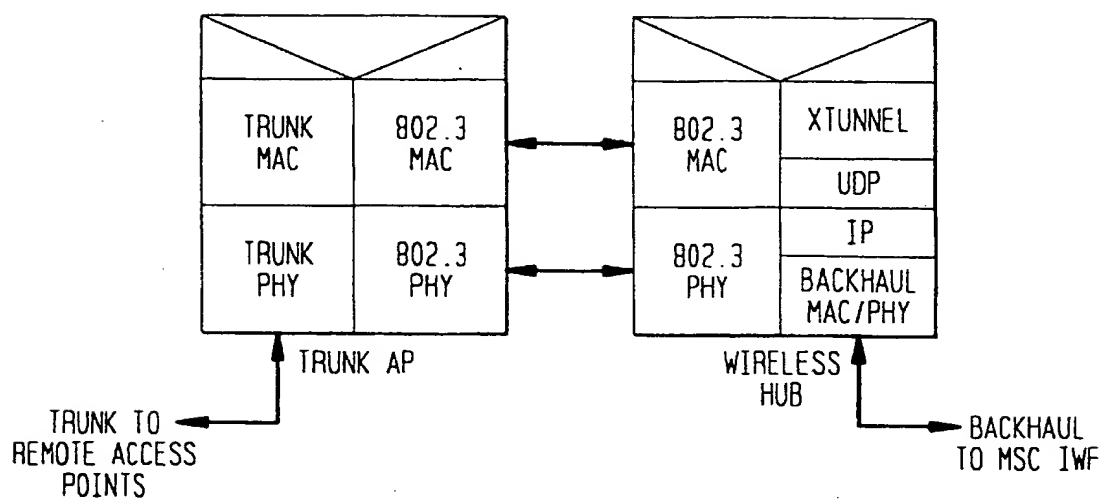 TRUNK
MAC
802.3
MAC
802.3
MAC
XTUNNEL
UDP
TRUNK
PHY
802.3
PHY
802.3
PHY
IP
BACKHAUL
MAC/PHY
TRUNK AP
WIRELESS
HUB
TRUNK TO
REMOTE ACCESS
POINTS
BACKHAUL
TO MSC IWF